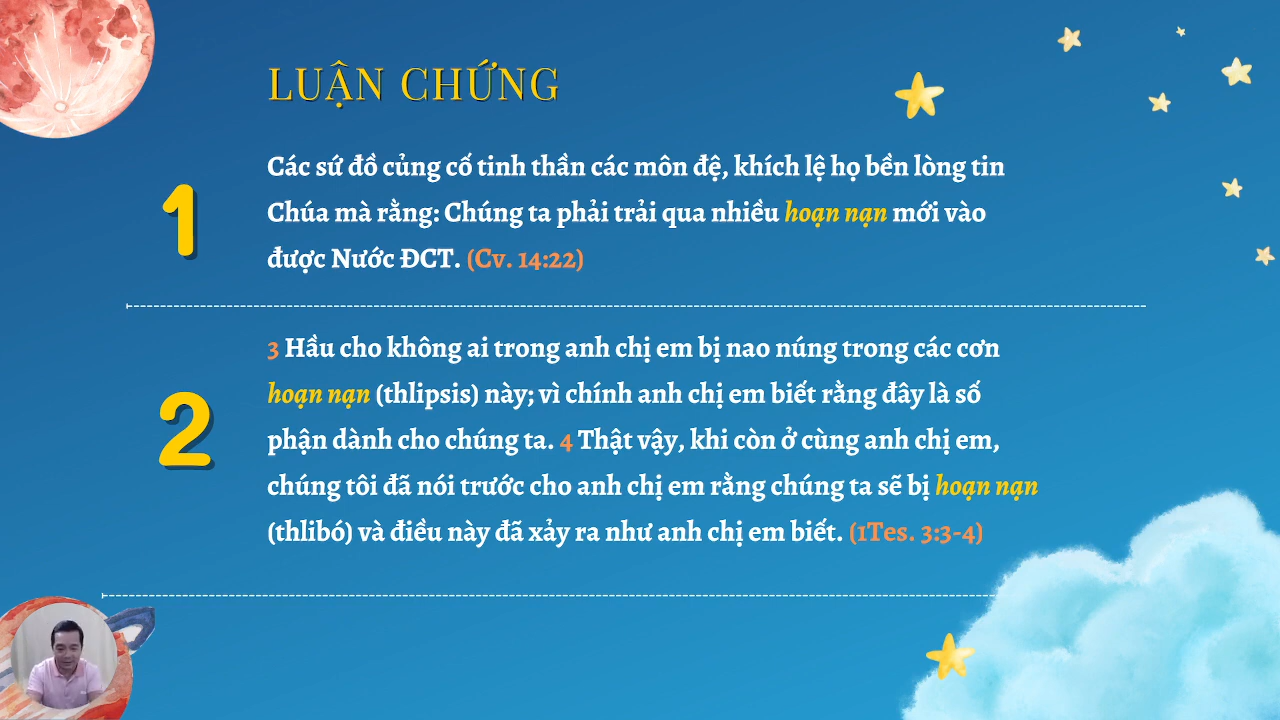 LUẬN CHỨNG
1
Các sứ đồ củng cố tinh thần các môn đệ, khích lệ họ bền lòng tin
Chúa mà rằng: Chúng ta phải trải qua nhiều hoạn nạn mới vào
được Nước ĐCT. (Cv. 14:22)
2
3 Hầu cho không ai trong anh chị em bị nao núng trong các cơn
hoạn nạn (thlipsis) này; vì chính anh chị em biết rằng đây là số
phận dành cho chúng ta. 4 Thật vậy, khi còn ở cùng anh chị em,
chúng tôi đã nói trước cho anh chị em rằng chúng ta sẽ bị hoạn nạn
(thlibó) và điều này đã xảy ra như anh chị em biết. (1Tes. 3:3-4)